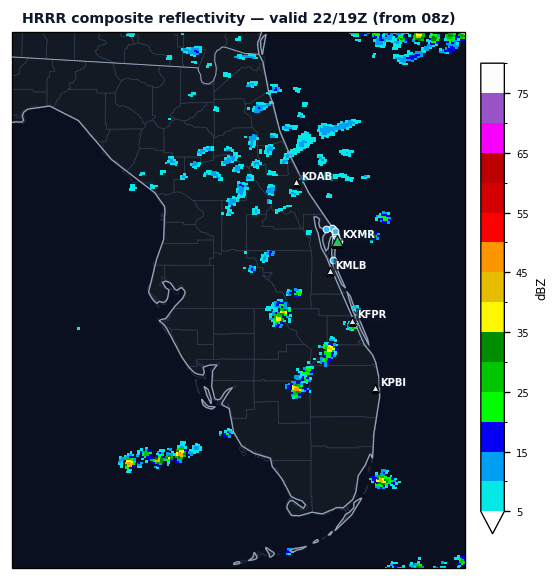 HRRR composite reflectivity — valid 22/19Z (from 08z)
KDAB
KXMR
KMLB
KFPR
KPBI
75
65
55
45
35
25
15
5
dBZ